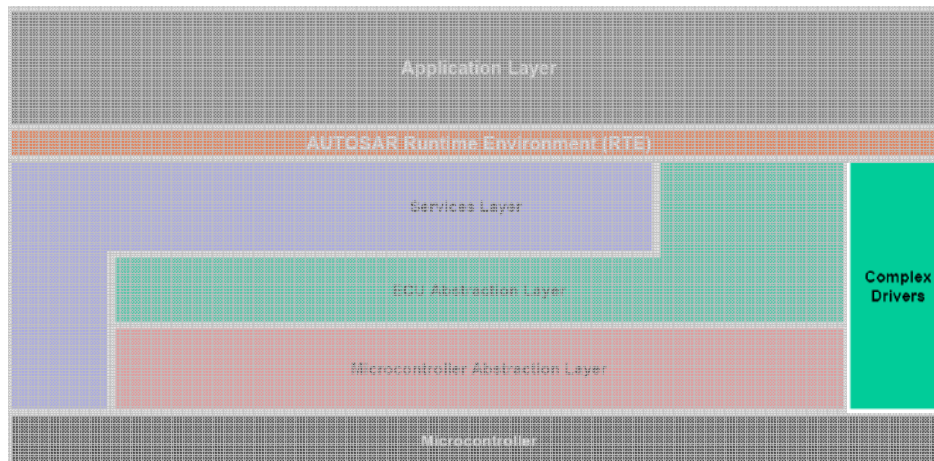 Application Layer
AUTOSAR Runtime Environment (RTE)
Services Layer
ECU Abstraction Layer
Complex
Drivers
Microcontroller Abstraction Layer
Microcontroller